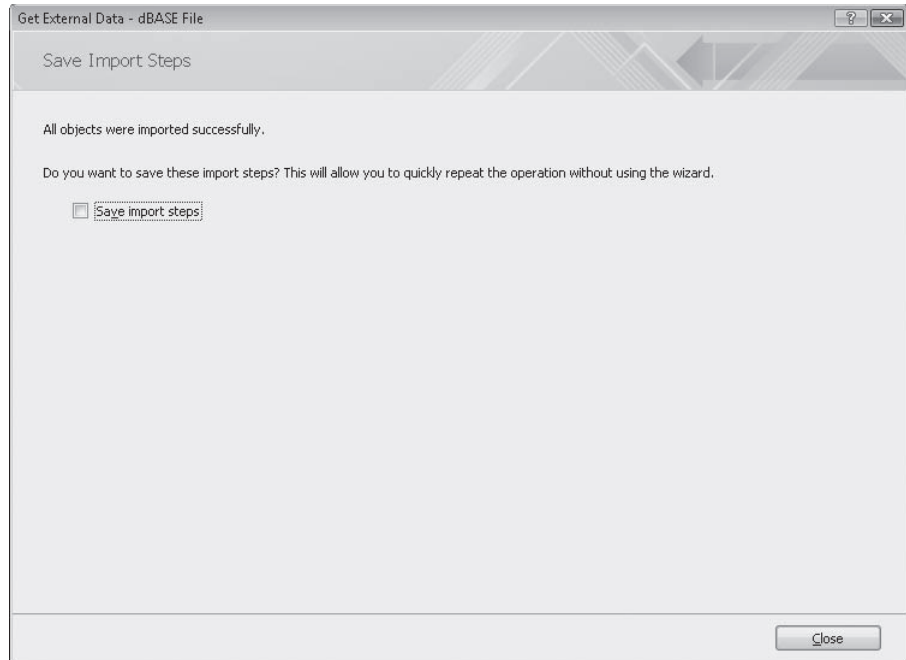 Get External Data - dBASE File
?
Save Import Steps
All objects were imported successfully.
Do you want to save these import steps? This will allow you to quickly repeat the operation without using the wizard.
Save import steps
Close